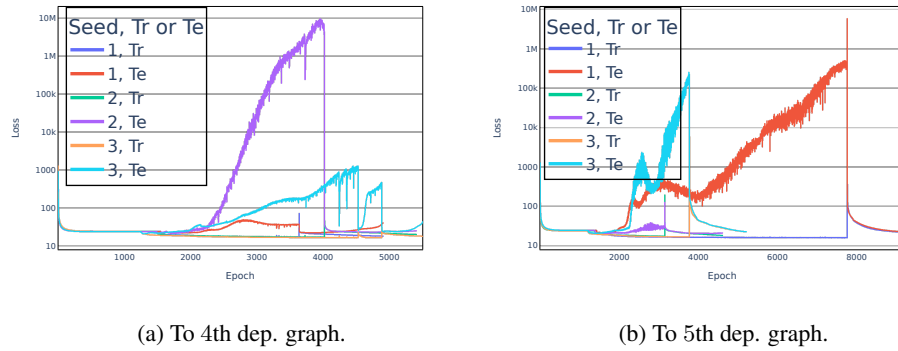 10M
1M
100k
10k
1000
100
10
Loss
Seed, Tr or Te
1, Tr
1, Te
2, Tr
2, Te
3, Tr
3, Te
1000
2000
3000
4000
5000
Epoch
(a) To 4th dep. graph.
10M
1M
100k
10k
1000
100
10
Loss
Seed, Tr or Te
1, Tr
1, Te
2, Tr
2, Te
3, Tr
3, Te
2000
4000
6000
8000
Epoch
(b) To 5th dep. graph.